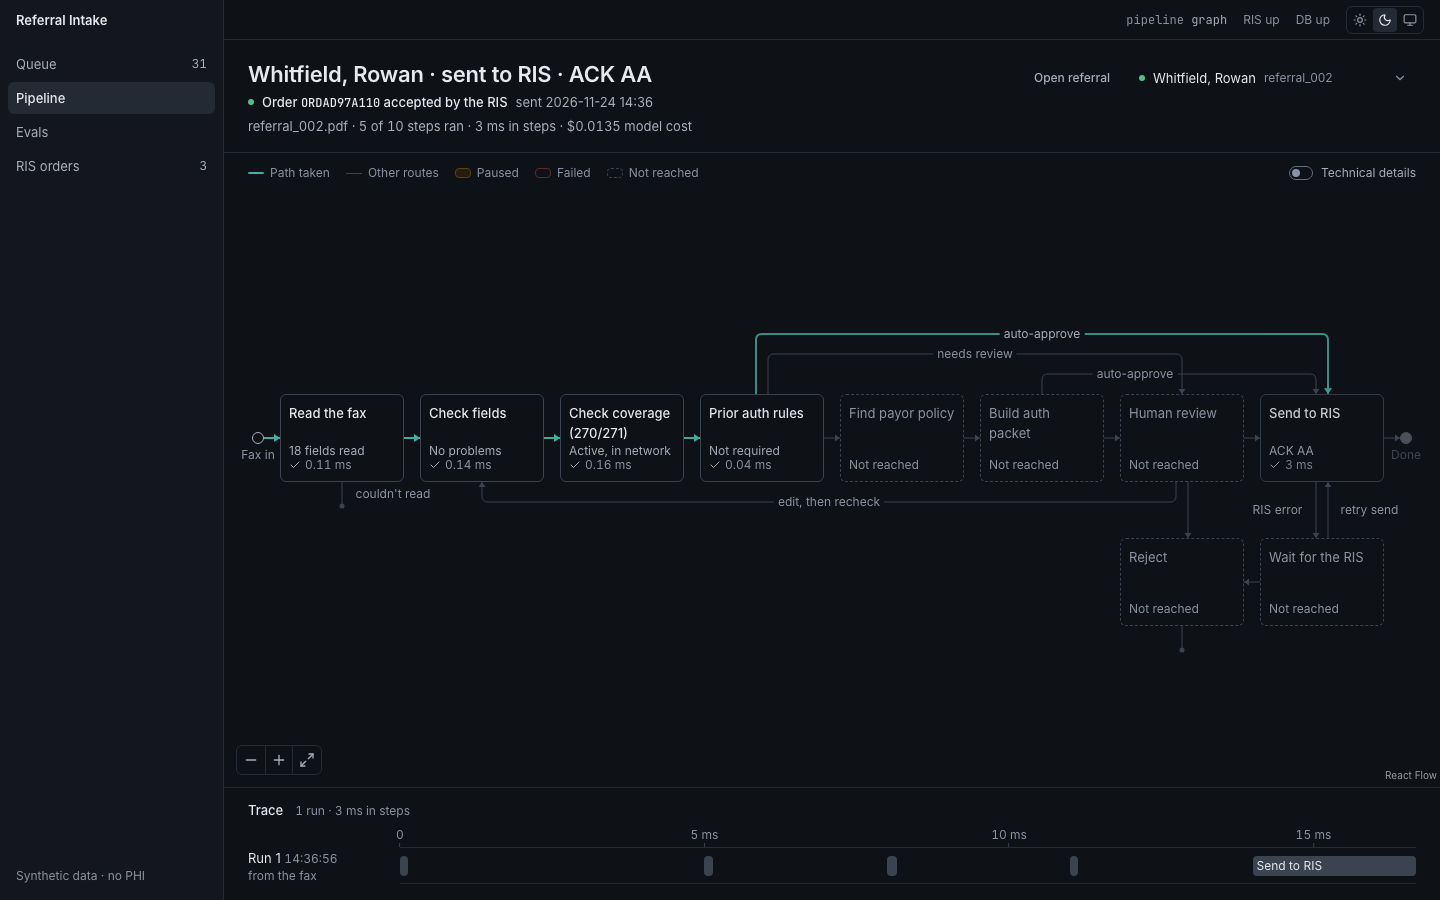 Referral Intake
pipeline graph
RIS up
DB up
Queue 31
Pipeline
Evals
RIS orders 3
Whitfield, Rowan · sent to RIS · ACK AA
Order ORDAD97A110 accepted by the RIS sent 2026-11-24 14:36
referral_002.pdf · 5 of 10 steps ran · 3 ms in steps · $0.0135 model cost
Open referral
Whitfield, Rowan referral_002
Path taken
Other routes
Paused
Failed
Not reached
Technical details
auto-approve
needs review
auto-approve
Fax in
Read the fax
18 fields read
0.11 ms
Check fields
No problems
0.14 ms
Check coverage
(270/271)
Active, in network
0.16 ms
Prior auth rules
Not required
0.04 ms
Find payor policy
Not reached
Build auth
packet
Not reached
Human review
Not reached
Send to RIS
ACK AA
3 ms
Done
couldn't read
edit, then recheck
RIS error
retry send
Reject
Not reached
Wait for the RIS
Not reached
React Flow
Trace 1 run · 3 ms in steps
0 5 ms 10 ms 15 ms
Run 1 14:36:56
from the fax
Send to RIS
Synthetic data · no PHI